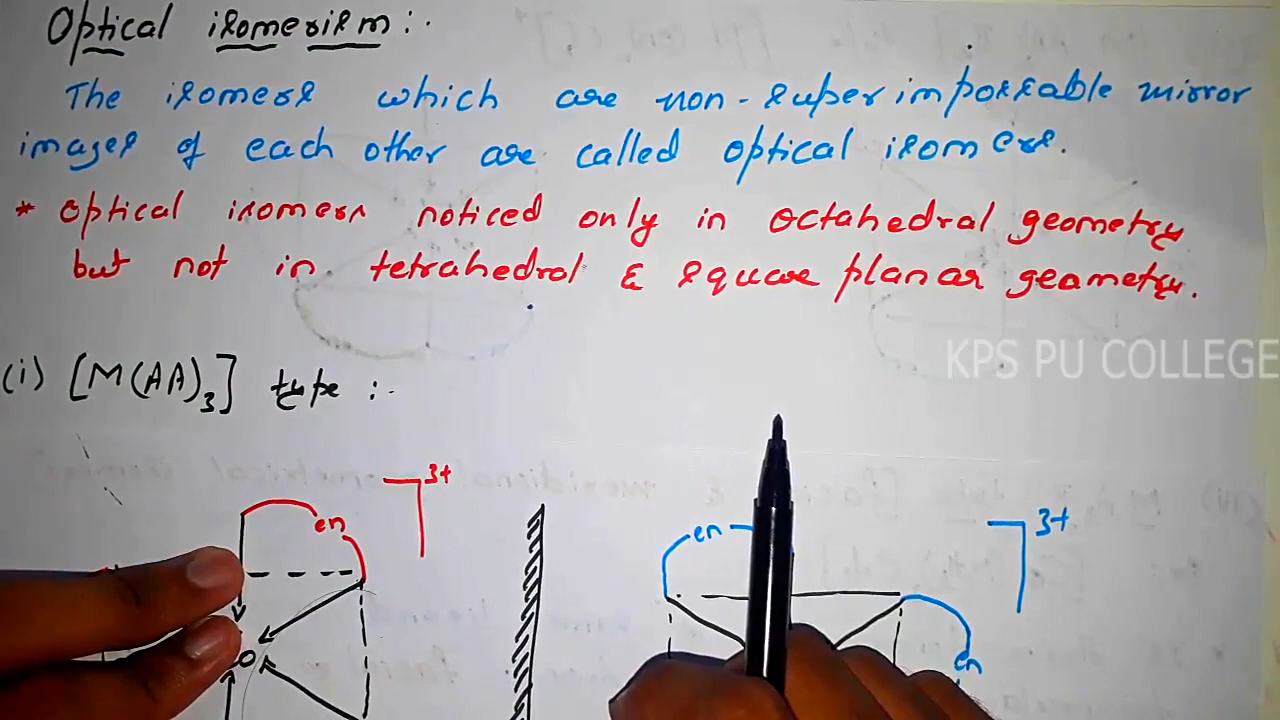 Optical isomerism:-
The isomers which are non-superimpossable mirror
images of each other are called optical isomers.
* Optical isomers noticed only in octahedral geometry
but not in tetrahedral & square planar geametry.
KPS PU COLLEGE
(i) [M(AA)3] type :-
3+
en
en
3+
en